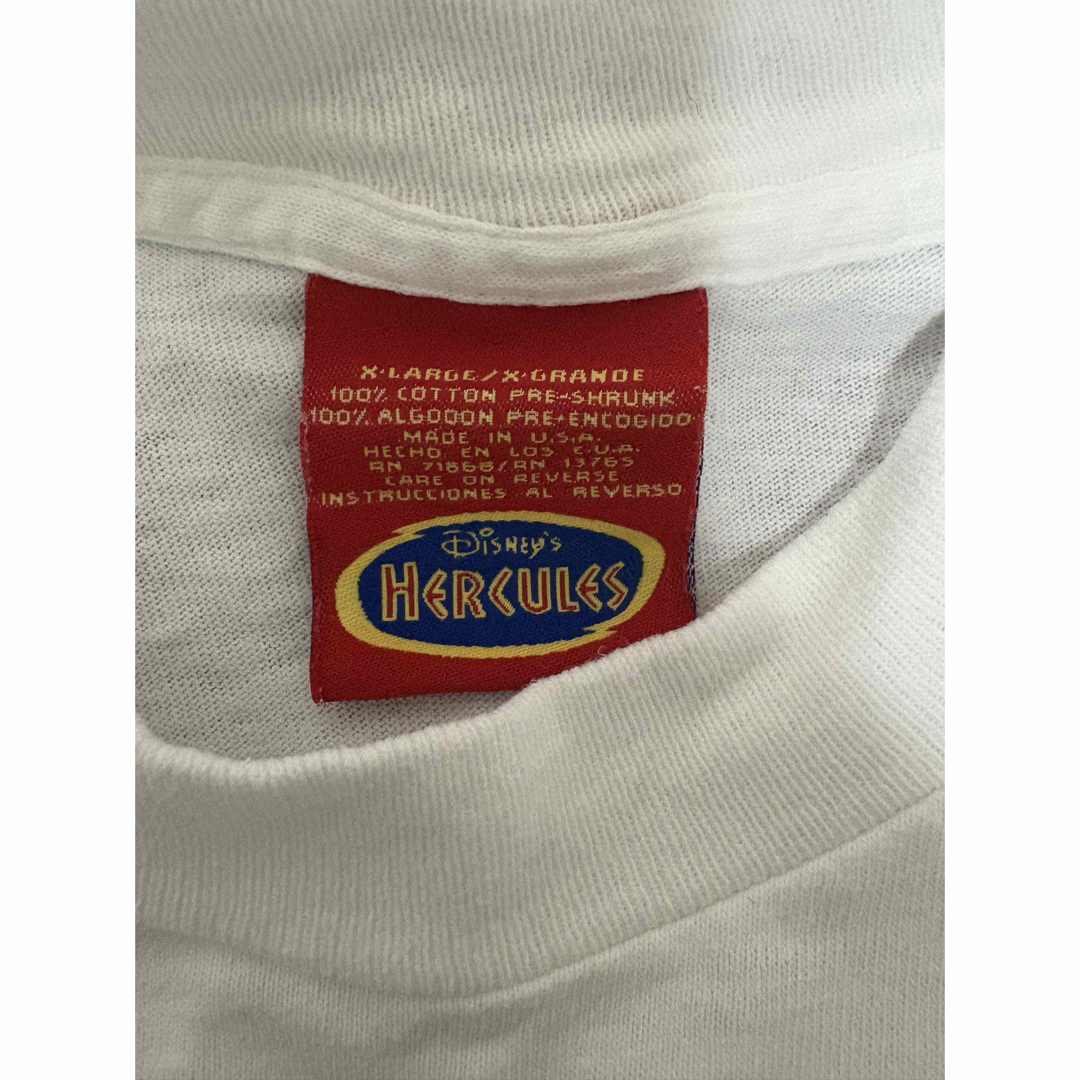 X-LARGE/X-GRANDE
100% COTTON PRE-SHRUNK
100% ALGODON PRE-ENCOGIDO
MADE IN U.S.A.
HECHO EN LOS E.U.A.
RN 71868/RN 13765
CARE ON REVERSE
INSTRUCCIONES AL REVERSO
DISNEY'S
HERCULES